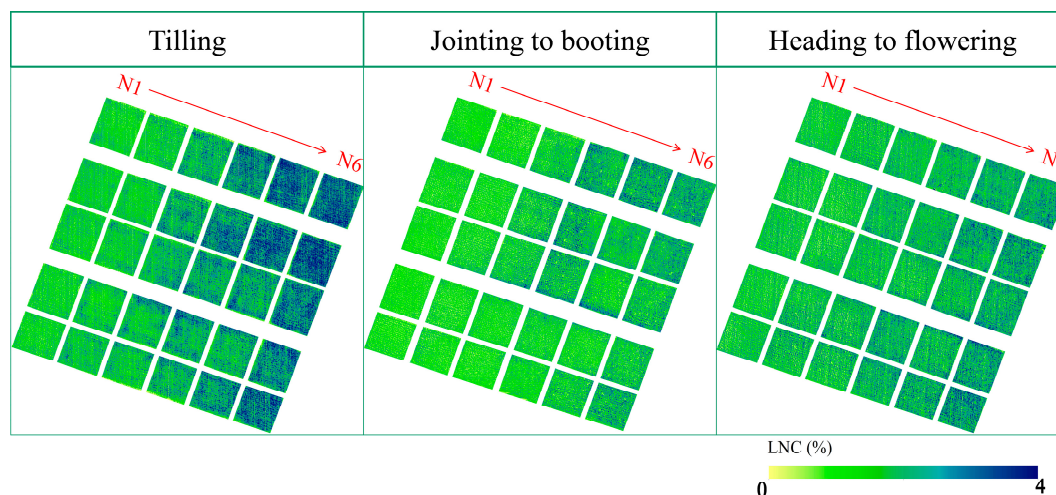 Tilling
Jointing to booting
Heading to flowering
N1
N6
N1
N6
N1
N
LNC (%)
0
4